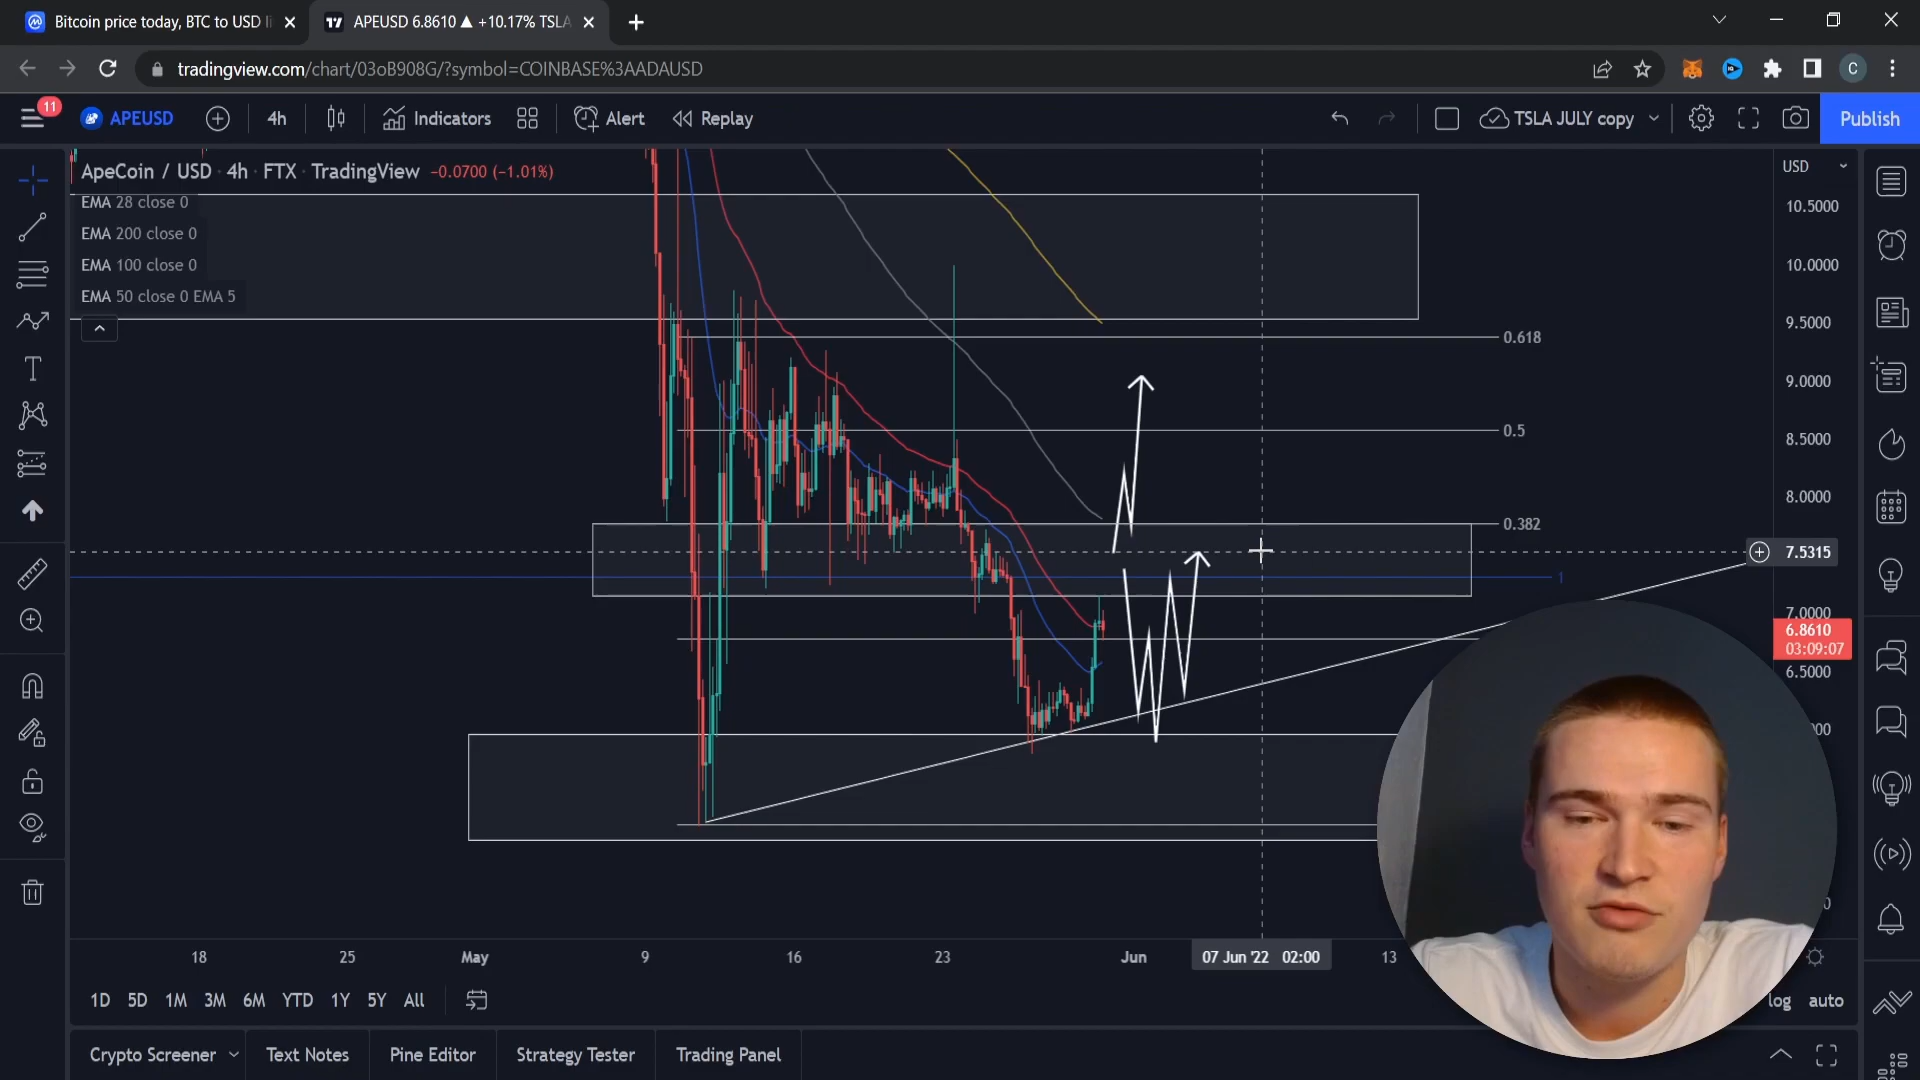 Bitcoin price today, BTC to USD li
APEUSD 6.8610 ▲ +10.17% TSLA
tradingview.com/chart/03oB908G/?symbol=COINBASE%3AADAUSD
C
11
APEUSD
4h
Indicators
Alert
Replay
TSLA JULY copy
Publish
ApeCoin / USD · 4h · FTX · TradingView −0.0700 (−1.01%)
USD
EMA 28 close 0
EMA 200 close 0
EMA 100 close 0
EMA 50 close 0 EMA 5
10.5000
10.0000
9.5000
0.618
9.0000
0.5
8.5000
8.0000
0.382
7.5315
1
7.0000
6.8610
03:09:07
6.5000
18
25
May
9
16
23
Jun
07 Jun '22 02:00
13
1D
5D
1M
3M
6M
YTD
1Y
5Y
All
log
auto
Crypto Screener
Text Notes
Pine Editor
Strategy Tester
Trading Panel